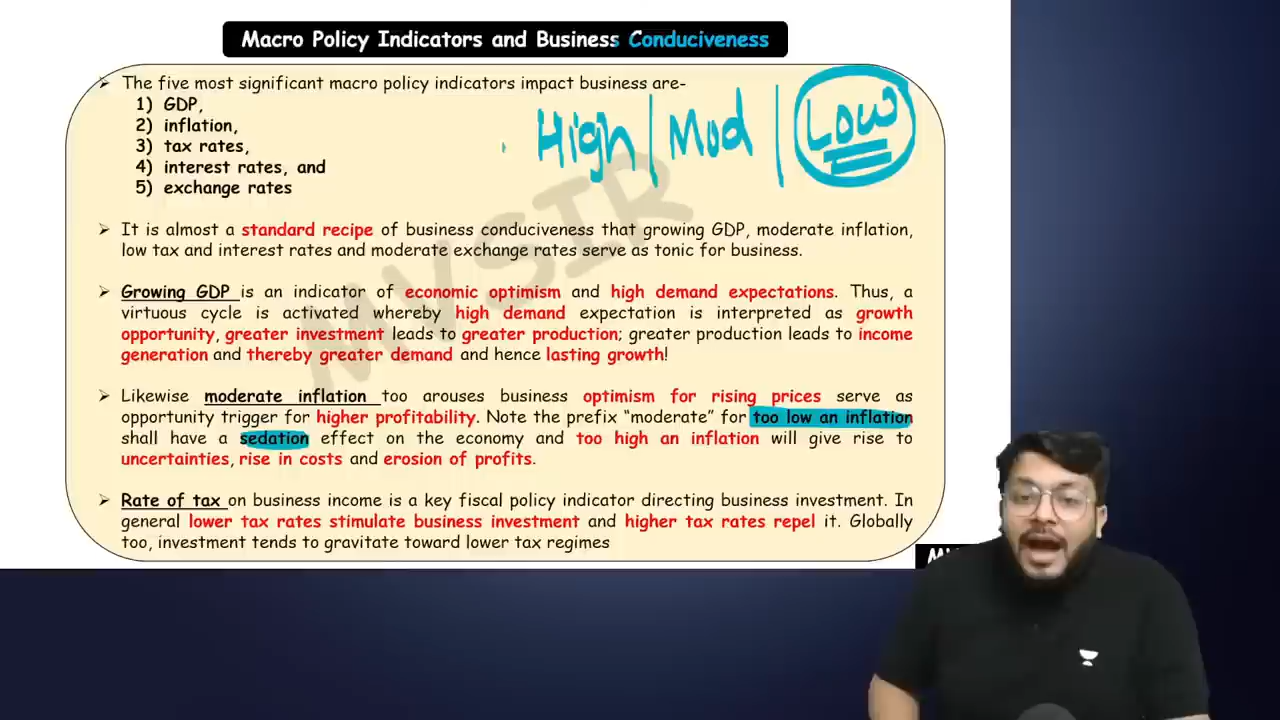 Macro Policy Indicators and Business Conduciveness
➢ The five most significant macro policy indicators impact business are-
1) GDP,
2) inflation,
3) tax rates,
4) interest rates, and
5) exchange rates
High | Mod | Low
➢ It is almost a standard recipe of business conduciveness that growing GDP, moderate inflation,
low tax and interest rates and moderate exchange rates serve as tonic for business.
➢ Growing GDP is an indicator of economic optimism and high demand expectations. Thus, a
virtuous cycle is activated whereby high demand expectation is interpreted as growth
opportunity, greater investment leads to greater production; greater production leads to income
generation and thereby greater demand and hence lasting growth!
➢ Likewise moderate inflation too arouses business optimism for rising prices serve as
opportunity trigger for higher profitability. Note the prefix “moderate” for too low an inflation
shall have a sedation effect on the economy and too high an inflation will give rise to
uncertainties, rise in costs and erosion of profits.
➢ Rate of tax on business income is a key fiscal policy indicator directing business investment. In
general lower tax rates stimulate business investment and higher tax rates repel it. Globally
too, investment tends to gravitate toward lower tax regimes
MVSIR